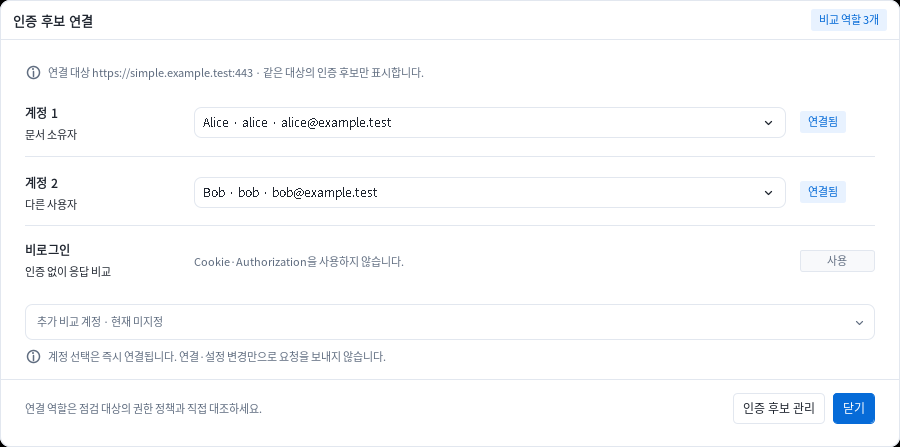 인증 후보 연결
비교 역할 3개
연결 대상 https://simple.example.test:443 · 같은 대상의 인증 후보만 표시합니다.
계정 1
문서 소유자
Alice · alice · alice@example.test
연결됨
계정 2
다른 사용자
Bob · bob · bob@example.test
연결됨
비로그인
인증 없이 응답 비교
Cookie·Authorization을 사용하지 않습니다.
사용
추가 비교 계정 · 현재 미지정
계정 선택은 즉시 연결됩니다. 연결·설정 변경만으로 요청을 보내지 않습니다.
연결 역할은 점검 대상의 권한 정책과 직접 대조하세요.
인증 후보 관리
닫기